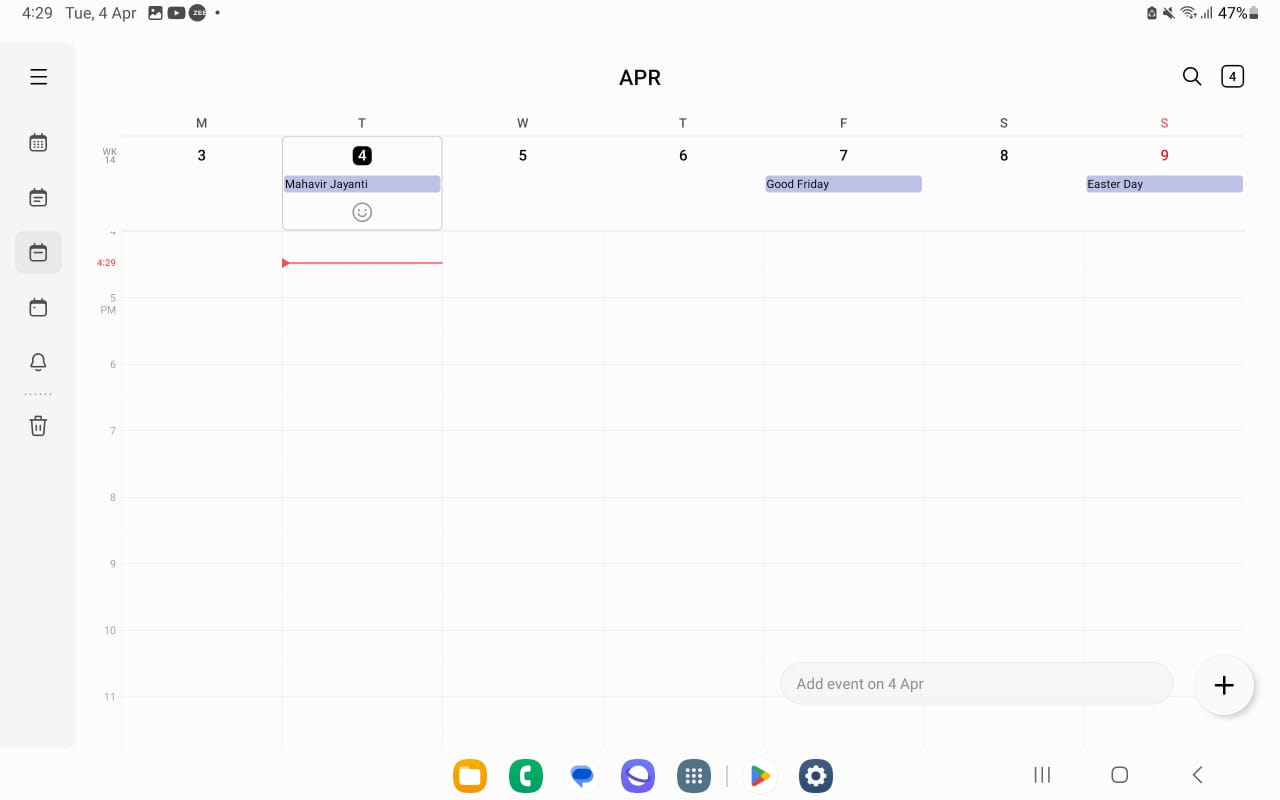 4:29 Tue, 4 Apr ZEE 47%
APR 4
M T W T F S S
WK 14 3 4 5 6 7 8 9
Mahavir Jayanti Good Friday Easter Day
4
4:29
5
PM
6
7
8
9
10
Add event on 4 Apr
11